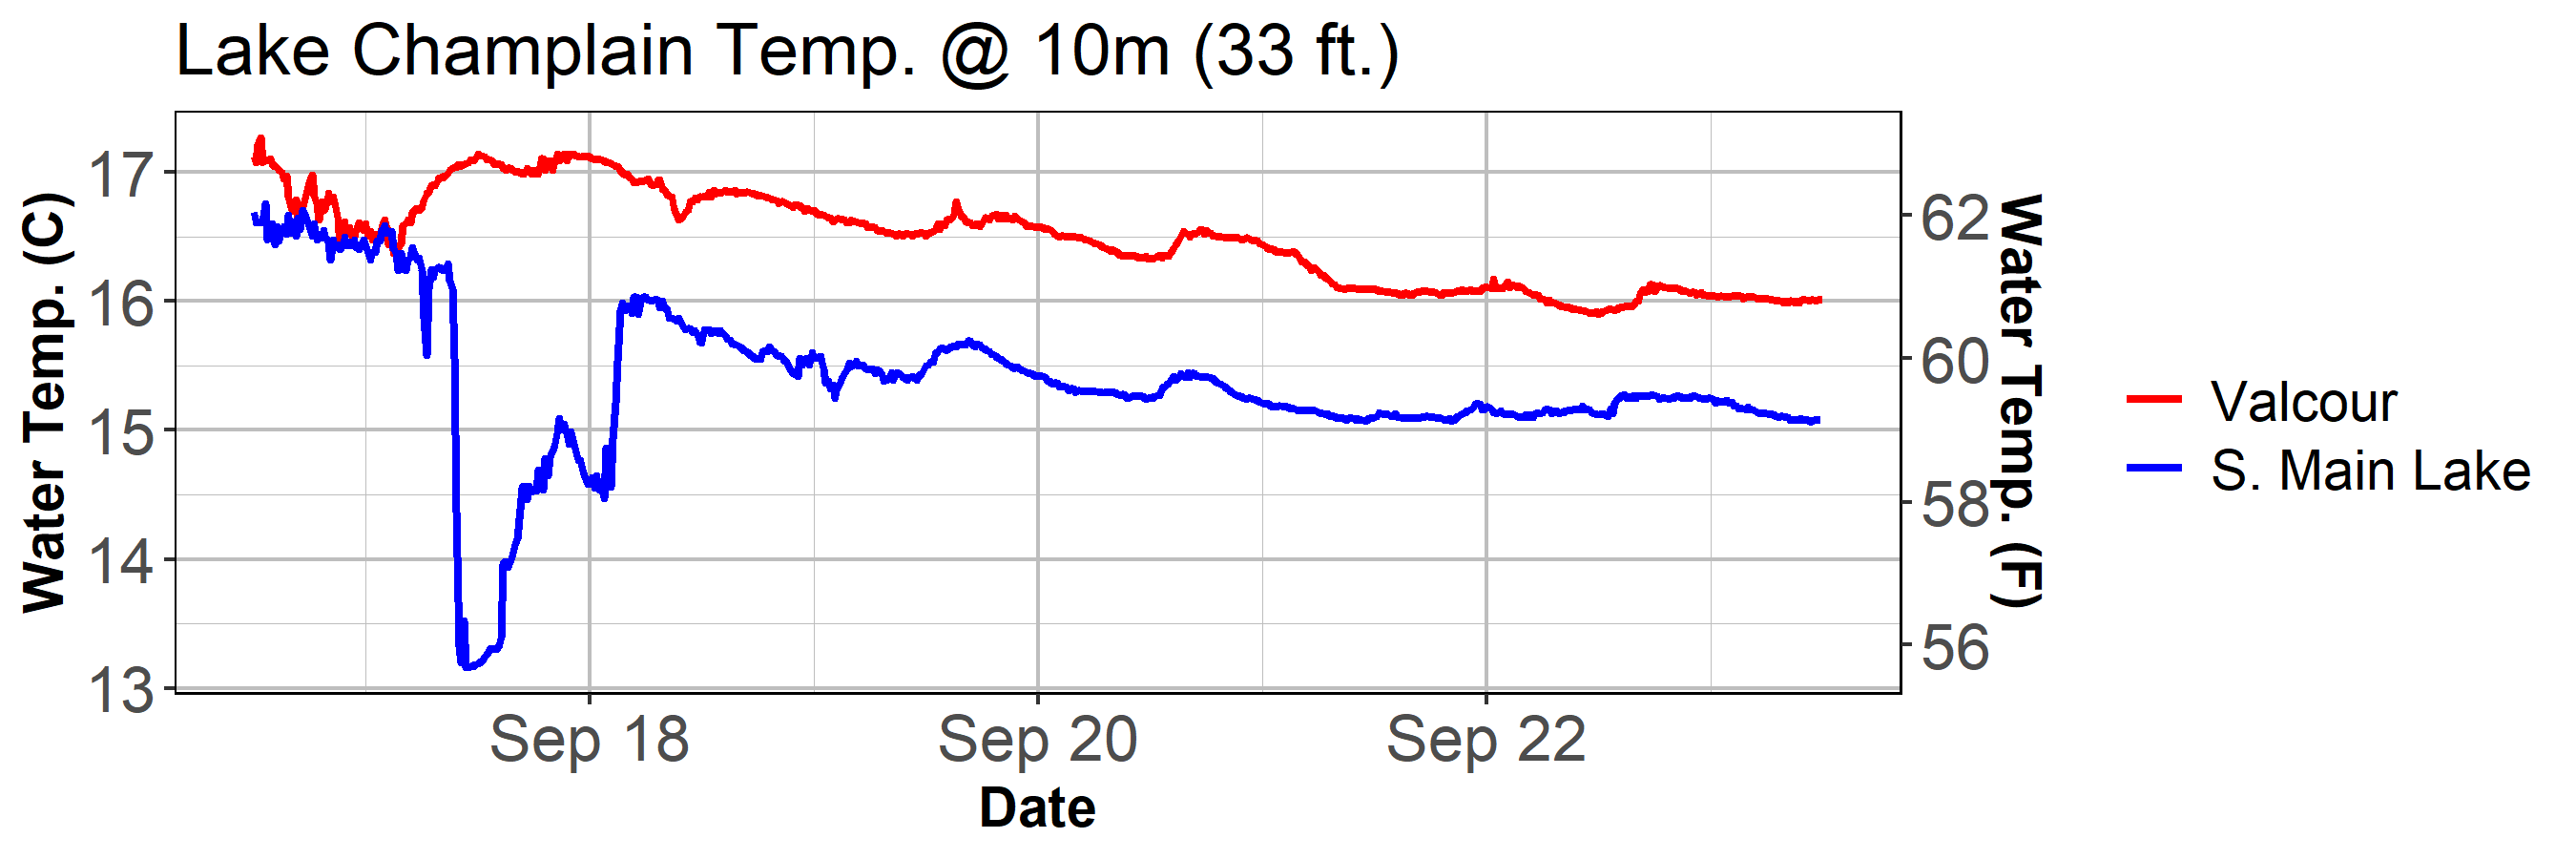 Lake Champlain Temp. @ 10m (33 ft.)
Water Temp. (C)
17
16
15
14
13
62
60
58
56
Water Temp. (F)
Sep 18
Sep 20
Sep 22
Date
Valcour
S. Main Lake